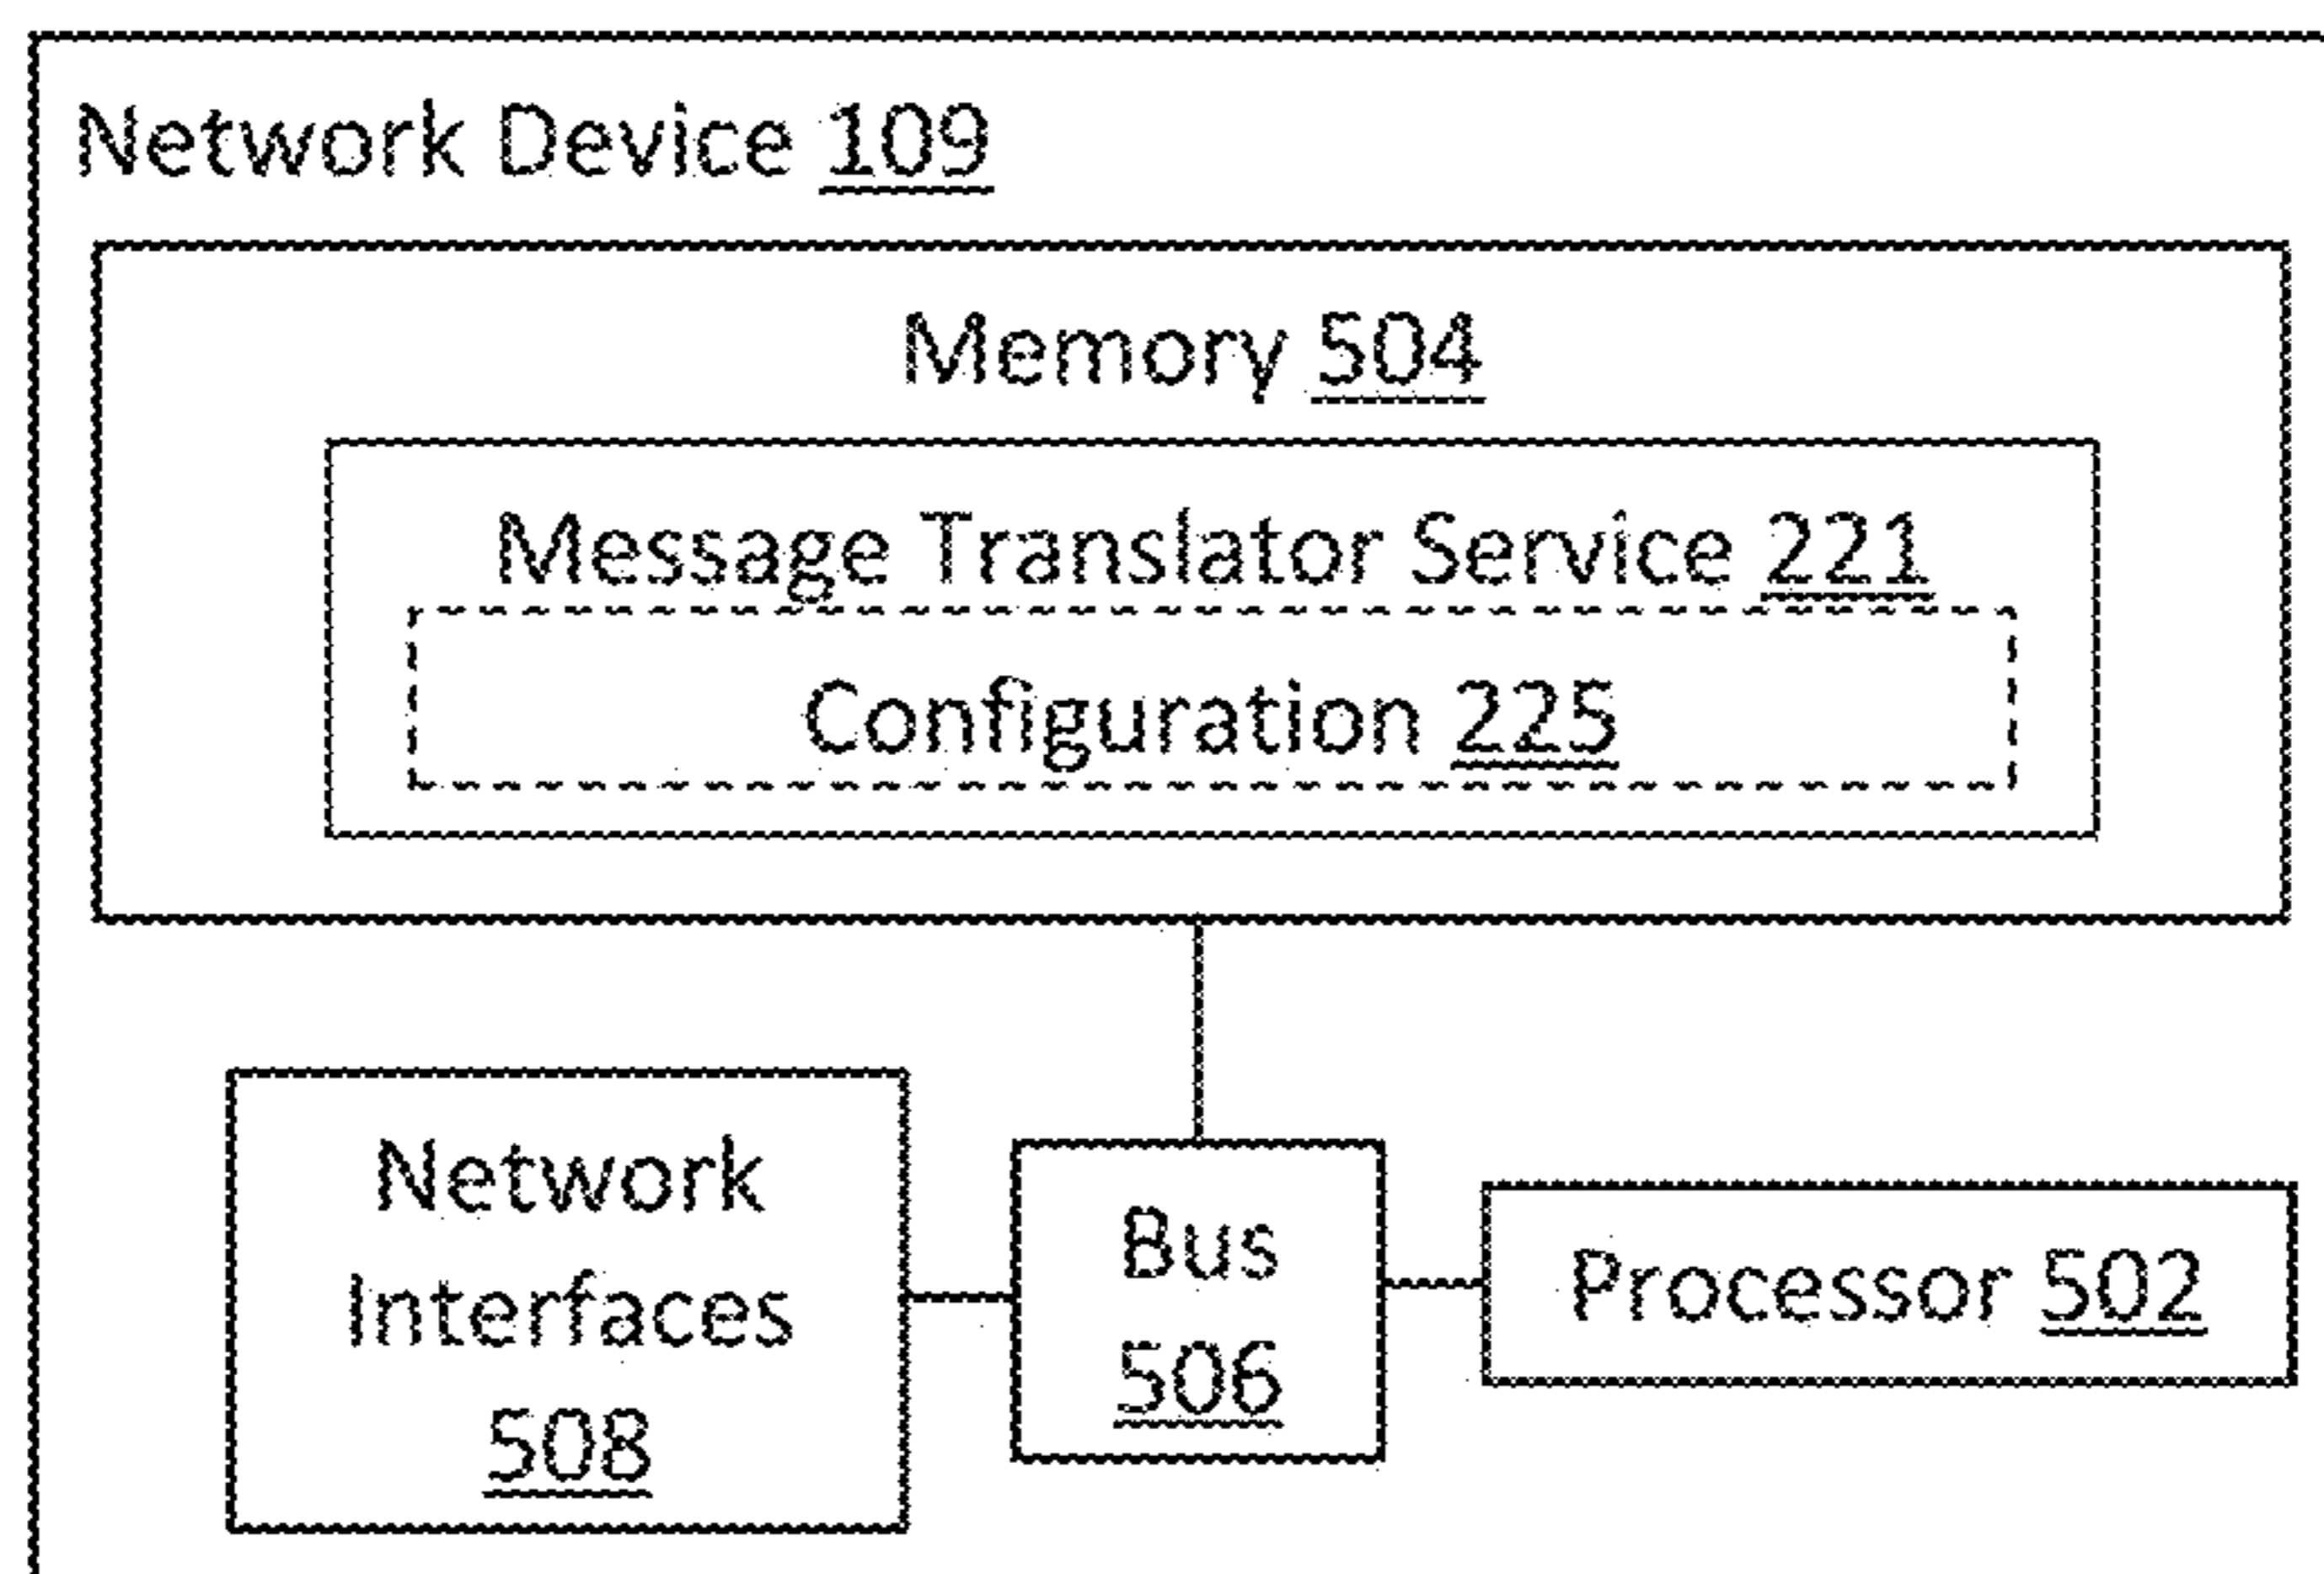 Network Device 109
Memory 504
Message Translator Service 221
Configuration 225
Network
Interfaces
508
Bus
506
Processor 502